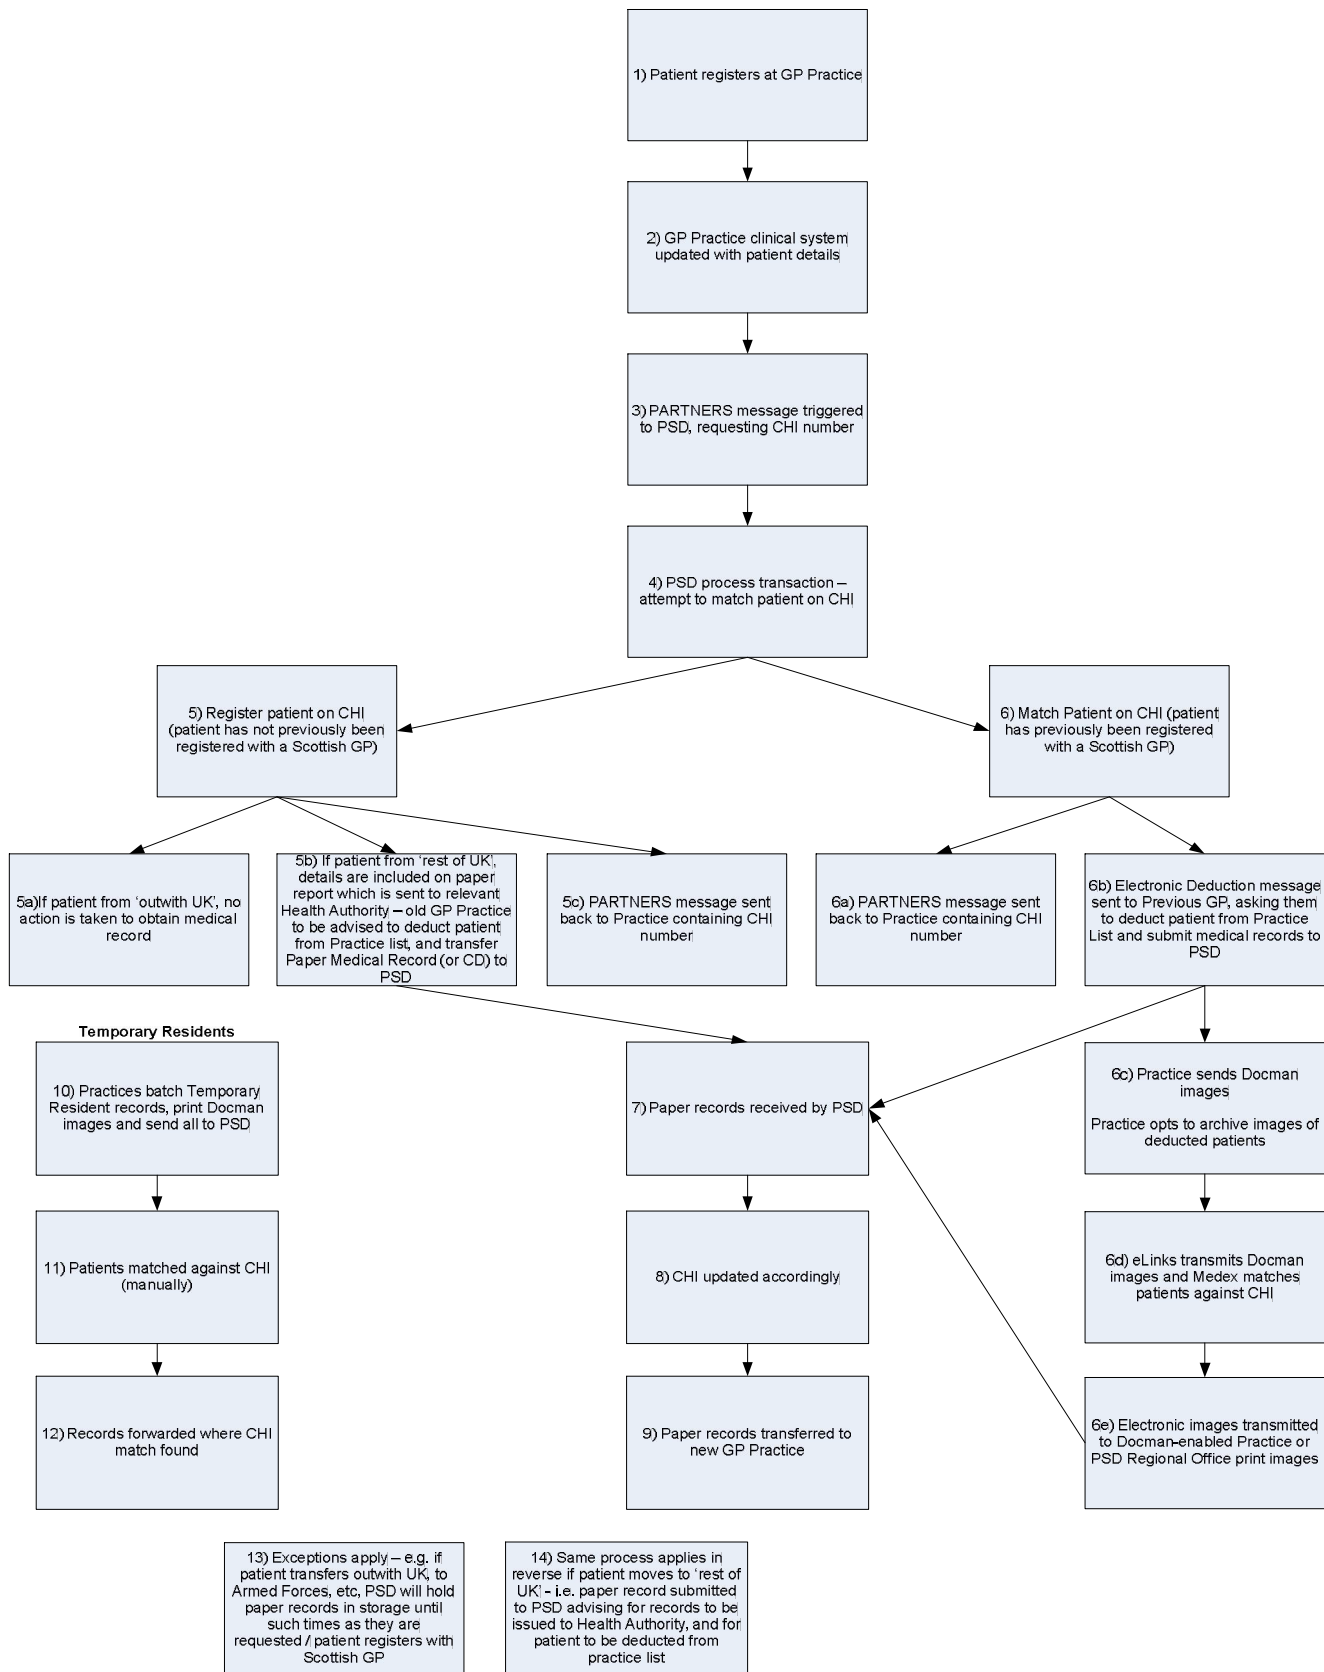 1) Patient registers at GP Practice
2) GP Practice clinical system
updated with patient details
3) PARTNERS message triggered
to PSD, requesting CHI number
4) PSD process transaction –
attempt to match patient on CHI
5) Register patient on CHI
(patient has not previously been
registered with a Scottish GP)
6) Match Patient on CHI (patient
has previously been registered
with a Scottish GP)
5a)If patient from ‘outwith UK’, no
action is taken to obtain medical
record
5b) If patient from ‘rest of UK’,
details are included on paper
report which is sent to relevant
Health Authority – old GP Practice
to be advised to deduct patient
from Practice list, and transfer
Paper Medical Record (or CD) to
PSD
5c) PARTNERS message sent
back to Practice containing CHI
number
6a) PARTNERS message sent
back to Practice containing CHI
number
6b) Electronic Deduction message
sent to Previous GP, asking them
to deduct patient from Practice
List and submit medical records to
PSD
Temporary Residents
10) Practices batch Temporary
Resident records, print Docman
images and send all to PSD
7) Paper records received by PSD
6c) Practice sends Docman
images
Practice opts to archive images of
deducted patients
11) Patients matched against CHI
(manually)
8) CHI updated accordingly
6d) eLinks transmits Docman
images and Medex matches
patients against CHI
12) Records forwarded where CHI
match found
9) Paper records transferred to
new GP Practice
6e) Electronic images transmitted
to Docman-enabled Practice or
PSD Regional Office print images
13) Exceptions apply – e.g. if
patient transfers outwith UK, to
Armed Forces, etc, PSD will hold
paper records in storage until
such times as they are
requested / patient registers with
Scottish GP
14) Same process applies in
reverse if patient moves to ‘rest of
UK’ - i.e. paper record submitted
to PSD advising for records to be
issued to Health Authority, and for
patient to be deducted from
practice list